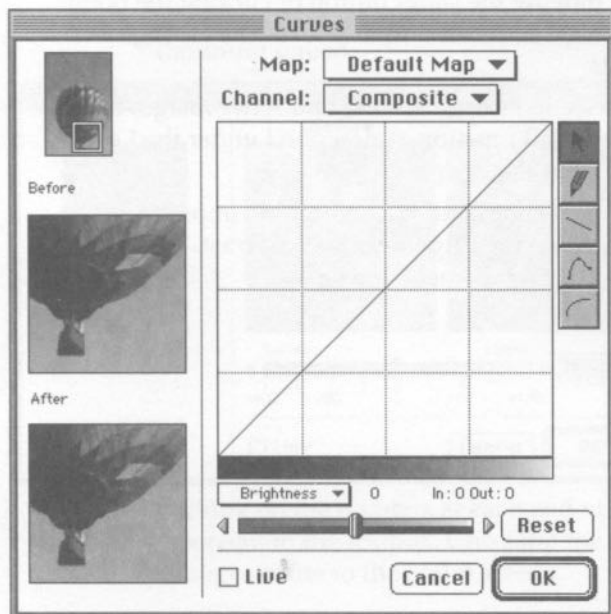 Curves
Map: Default Map
Channel: Composite
Before
After
Brightness 0 In: 0 Out: 0
Reset
Live Cancel OK